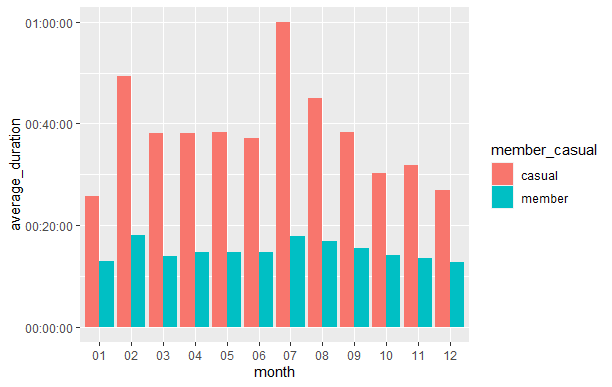 01:00:00
00:40:00
00:20:00
00:00:00
average_duration
01 02 03 04 05 06 07 08 09 10 11 12
month
member_casual
casual
member